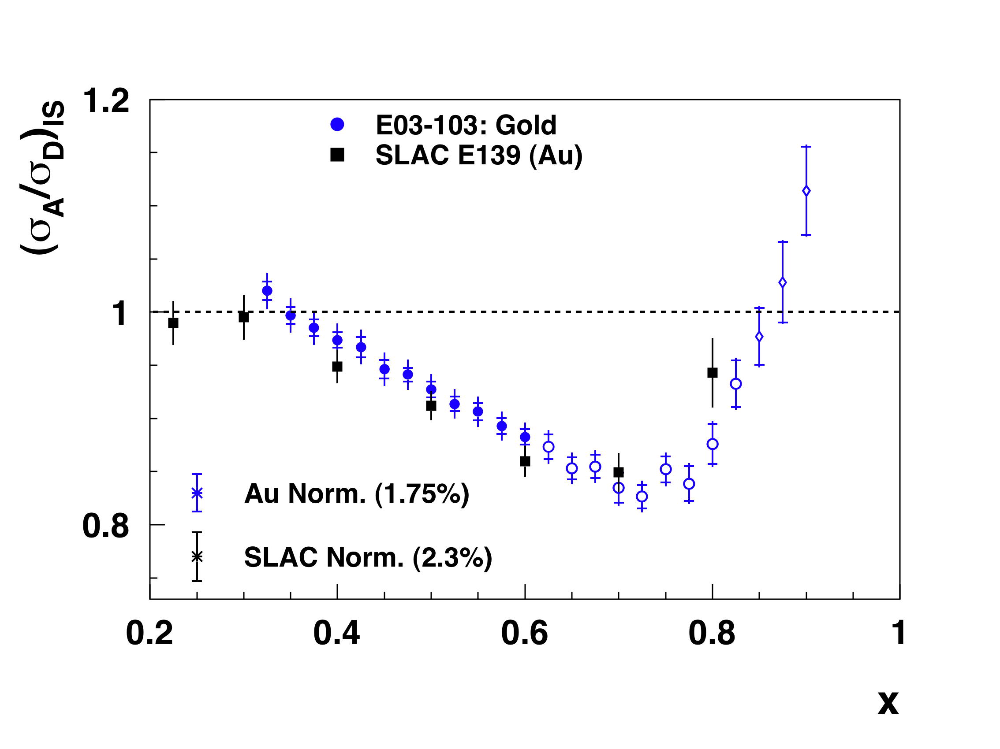 (σA/σD)IS
1.2
1
0.8
E03-103: Gold
SLAC E139 (Au)
Au Norm. (1.75%)
SLAC Norm. (2.3%)
0.2 0.4 0.6 0.8 1
x